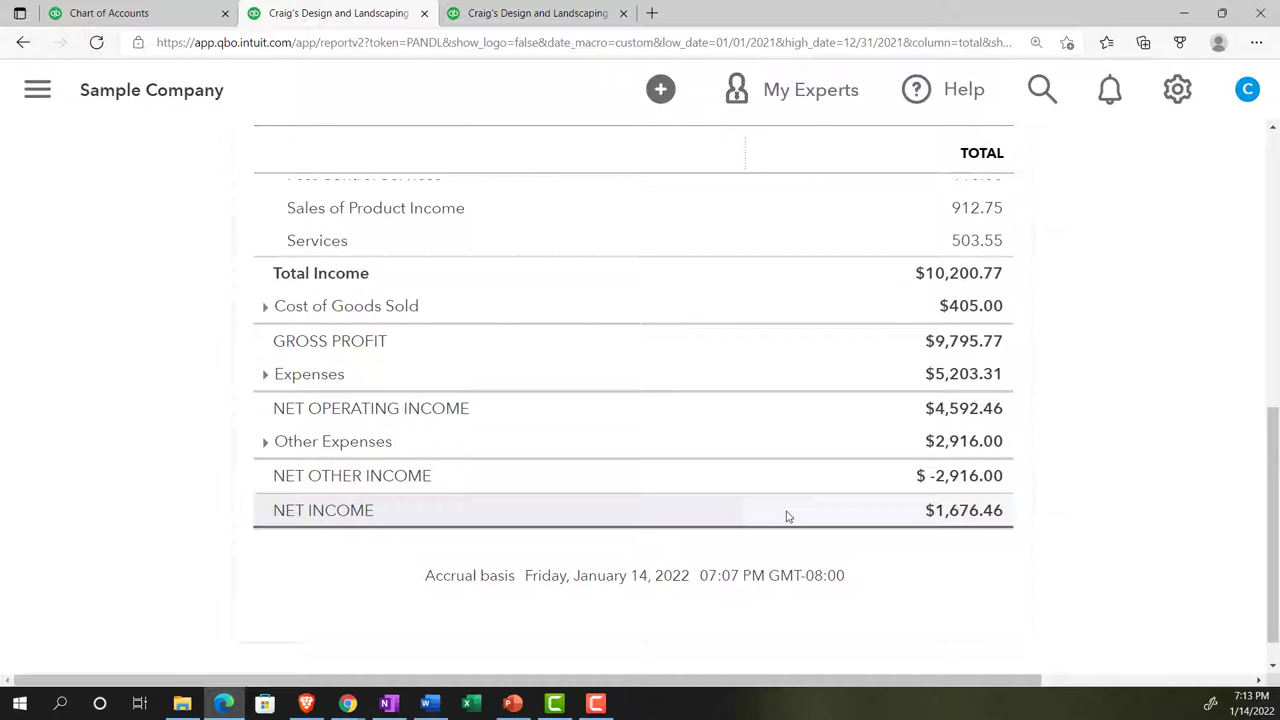 Chart of Accounts
Craig's Design and Landscaping
Craig's Design and Landscaping
https://app.qbo.intuit.com/app/reportv2?token=PANDL&show_logo=false&date_macro=custom&low_date=01/01/2021&high_date=12/31/2021&column=total&sh...
Sample Company
My Experts
Help
C
TOTAL
Sales of Product Income 912.75
Services 503.55
Total Income $10,200.77
Cost of Goods Sold $405.00
GROSS PROFIT $9,795.77
Expenses $5,203.31
NET OPERATING INCOME $4,592.46
Other Expenses $2,916.00
NET OTHER INCOME $ -2,916.00
NET INCOME $1,676.46
Accrual basis Friday, January 14, 2022 07:07 PM GMT-08:00
7:13 PM
1/14/2022